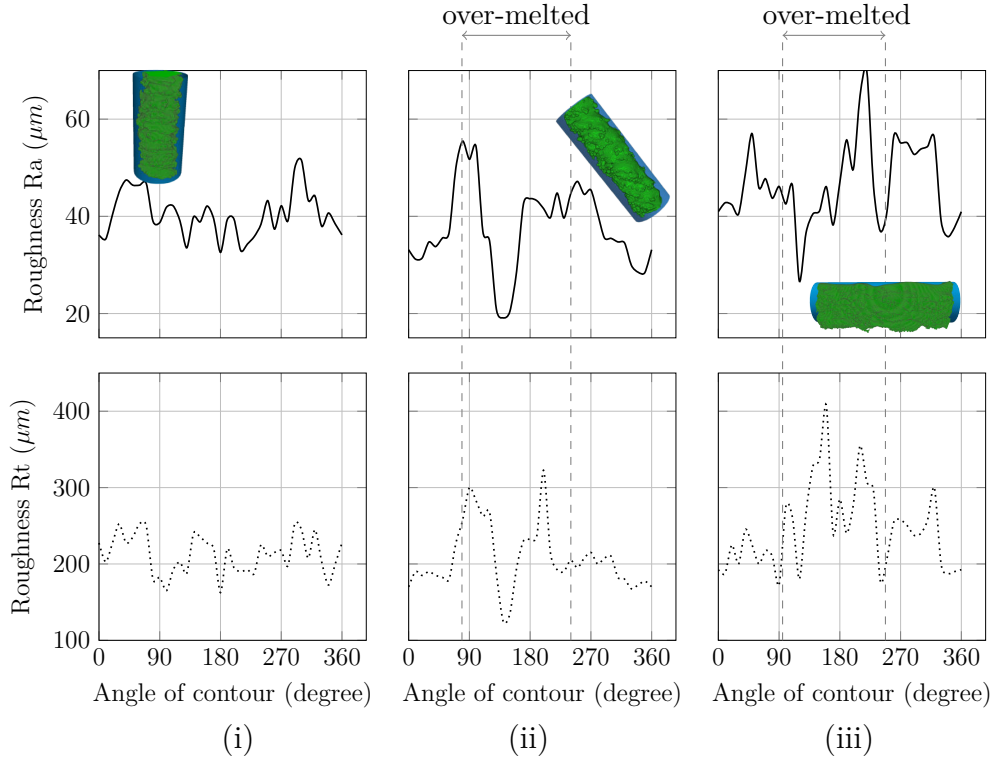 over-melted
over-melted
Roughness Ra (μm)
60
40
20
Roughness Rt (μm)
400
300
200
100
0 90 180 270 360
0 90 180 270 360
0 90 180 270 360
Angle of contour (degree)
Angle of contour (degree)
Angle of contour (degree)
(i)
(ii)
(iii)